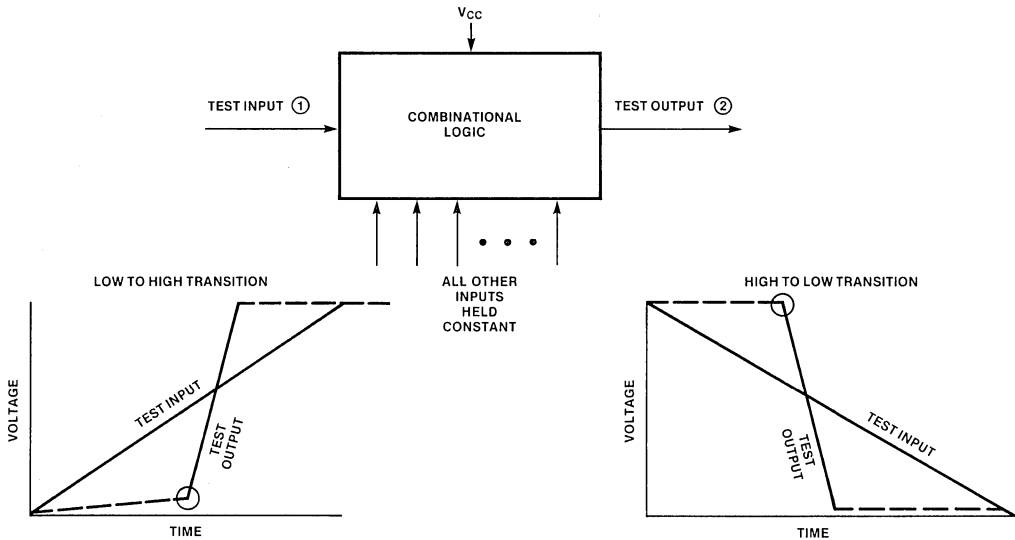 VCC
TEST INPUT ①
COMBINATIONAL
LOGIC
TEST OUTPUT ②
LOW TO HIGH TRANSITION
ALL OTHER
INPUTS
HELD
CONSTANT
HIGH TO LOW TRANSITION
VOLTAGE
TEST INPUT
TEST
OUTPUT
TIME
VOLTAGE
TEST INPUT
TEST
OUTPUT
TIME